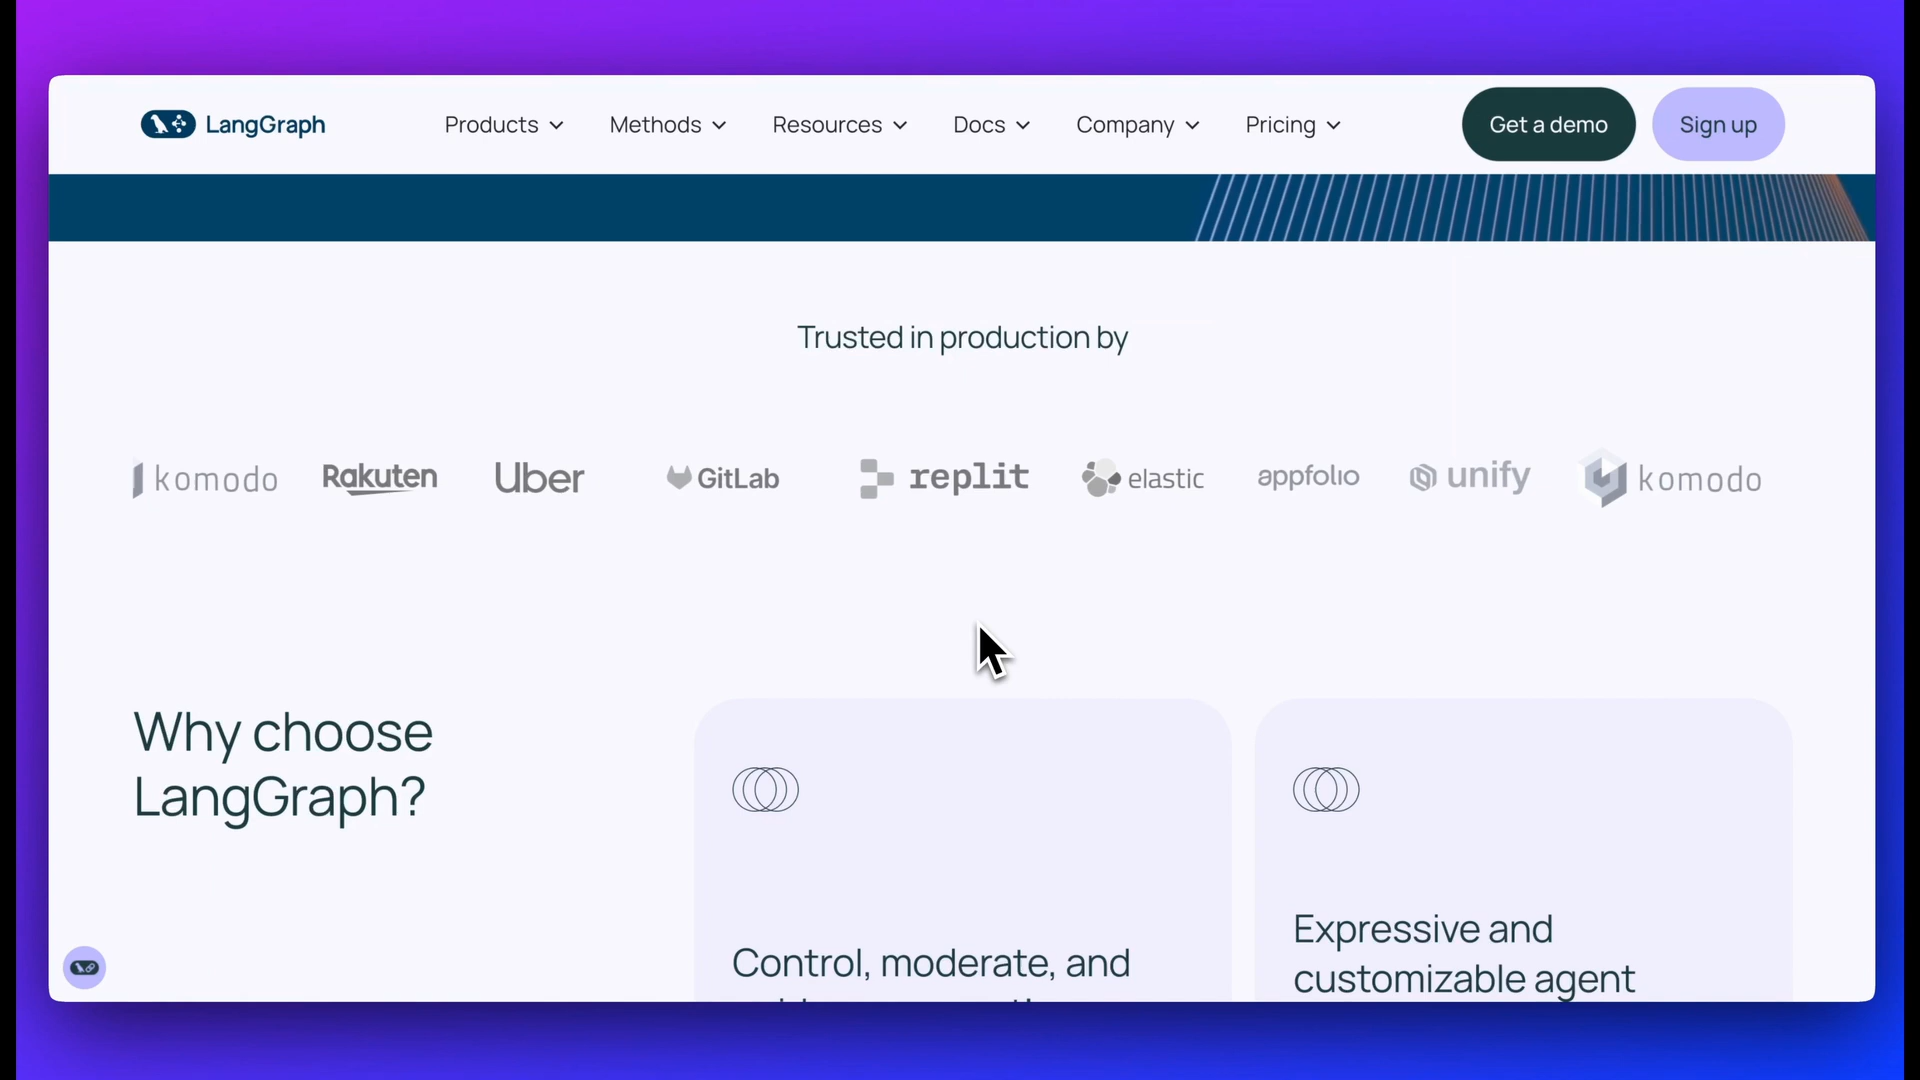 LangGraph Products Methods Resources Docs Company Pricing Get a demo Sign up
Trusted in production by
komodo Rakuten Uber GitLab replit elastic appfolio unify komodo
Why choose
LangGraph?
Control, moderate, and
Expressive and
customizable agent